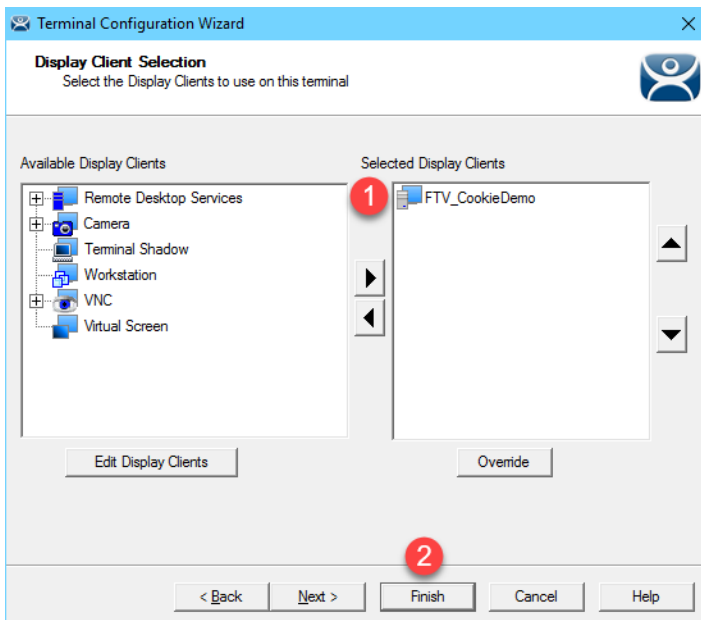 Terminal Configuration Wizard
Display Client Selection
Select the Display Clients to use on this terminal
Available Display Clients
Selected Display Clients
Remote Desktop Services
Camera
Terminal Shadow
Workstation
VNC
Virtual Screen
1
FTV_CookieDemo
Edit Display Clients
Override
2
< Back
Next >
Finish
Cancel
Help